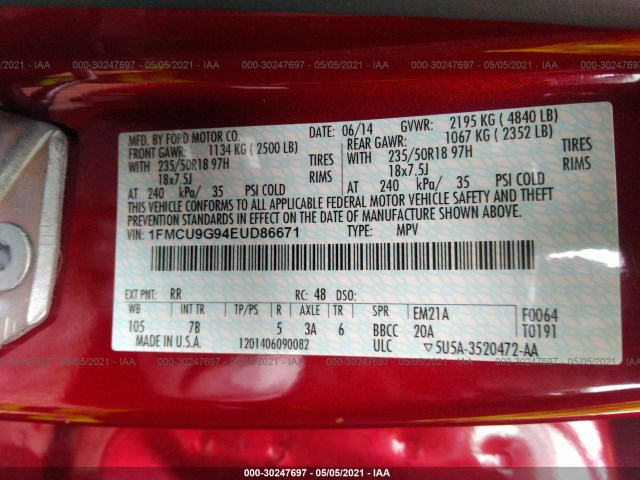 000-30247697 - 05/05/2021 - IAA
MFD. BY FORD MOTOR CO. DATE: 06/14 GVWR: 2195 KG ( 4840 LB)
FRONT GAWR: 1134 KG ( 2500 LB) REAR GAWR: 1067 KG ( 2352 LB)
WITH 235/50R18 97H TIRES WITH 235/50R18 97H TIRES
18x7.5J RIMS 18x7.5J RIMS
AT 240 kPa/ 35 PSI COLD AT 240 kPa/ 35 PSI COLD
THIS VEHICLE CONFORMS TO ALL APPLICABLE FEDERAL MOTOR VEHICLE SAFETY AND THEFT
PREVENTION STANDARDS IN EFFECT ON THE DATE OF MANUFACTURE SHOWN ABOVE.
VIN: 1FMCU9G94EUD86671 TYPE: MPV
EXT PNT: RR RC: 48 DSO:
WB INT TR TP/PS R AXLE TR SPR EM21A F0064
105 7B 5 3A 6 BBCC 20A T0191
MADE IN U.S.A. 1201406090082 ULC ▽5U5A-3520472-AA
000-30247697 - 05/05/2021 - IAA